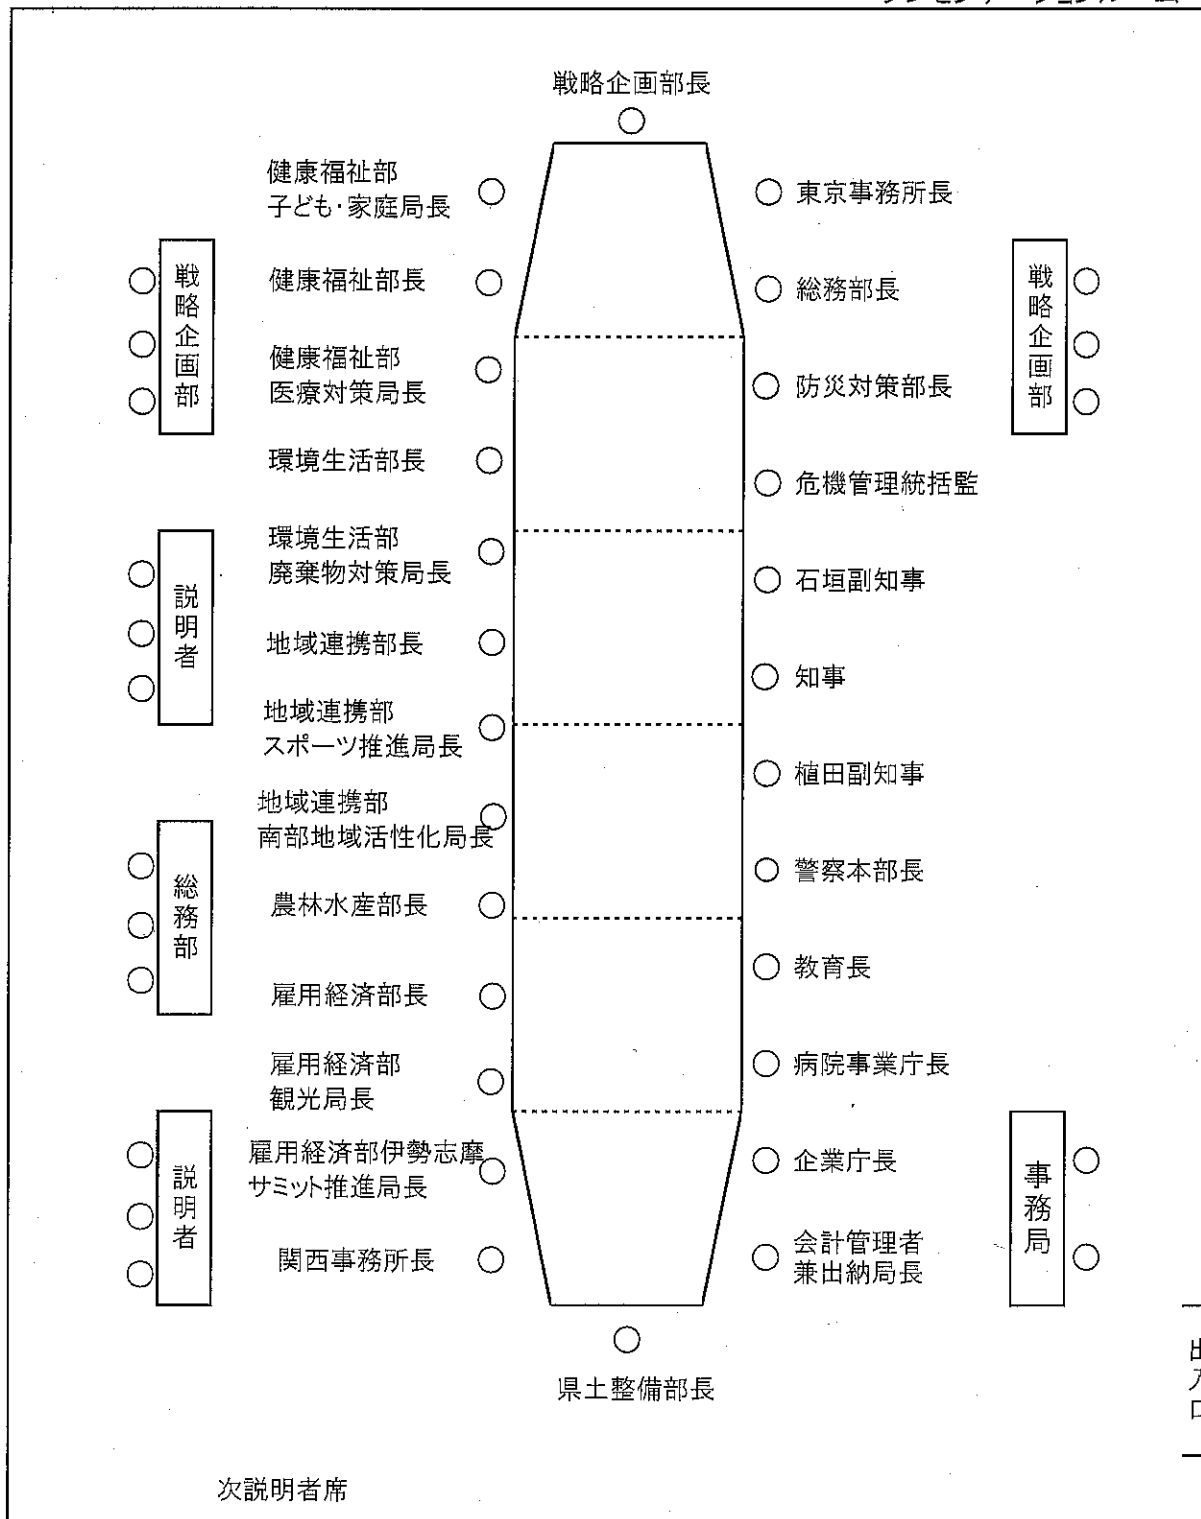 戦略企画部長
健康福祉部
子ども・家庭局長
健康福祉部長
健康福祉部
医療対策局長
環境生活部長
環境生活部
廃棄物対策局長
地域連携部長
地域連携部
スポーツ推進局長
地域連携部
南部地域活性化局長
農林水産部長
雇用経済部長
雇用経済部
観光局長
雇用経済部伊勢志摩
サミット推進局長
関西事務所長
東京事務所長
総務部長
防災対策部長
危機管理統括監
石垣副知事
知事
植田副知事
警察本部長
教育長
病院事業庁長
企業庁長
会計管理者
兼出納局長
県土整備部長
戦略企画部
説明者
総務部
説明者
戦略企画部
事務局
出入口
次説明者席